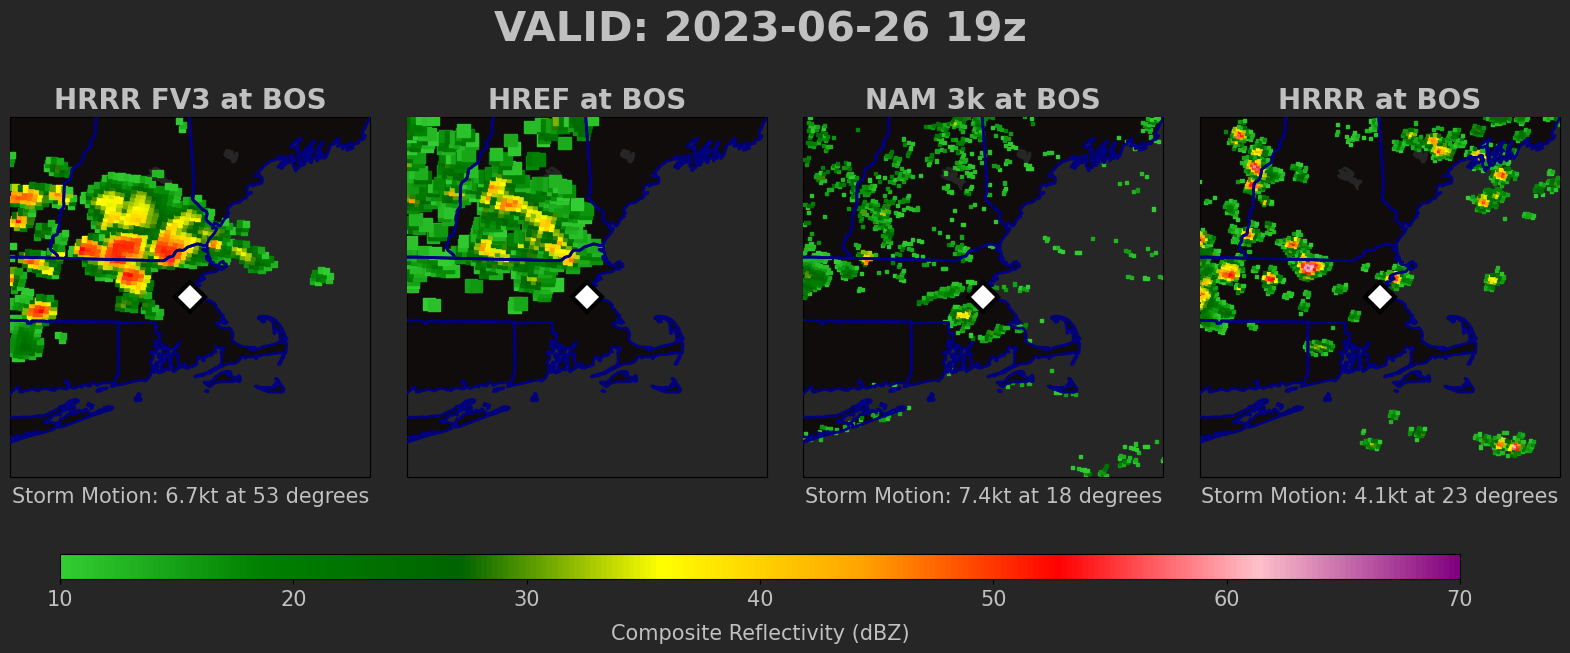 VALID: 2023-06-26 19z
HRRR FV3 at BOS
HREF at BOS
NAM 3k at BOS
HRRR at BOS
Storm Motion: 6.7kt at 53 degrees
Storm Motion: 7.4kt at 18 degrees
Storm Motion: 4.1kt at 23 degrees
10 20 30 40 50 60 70
Composite Reflectivity (dBZ)